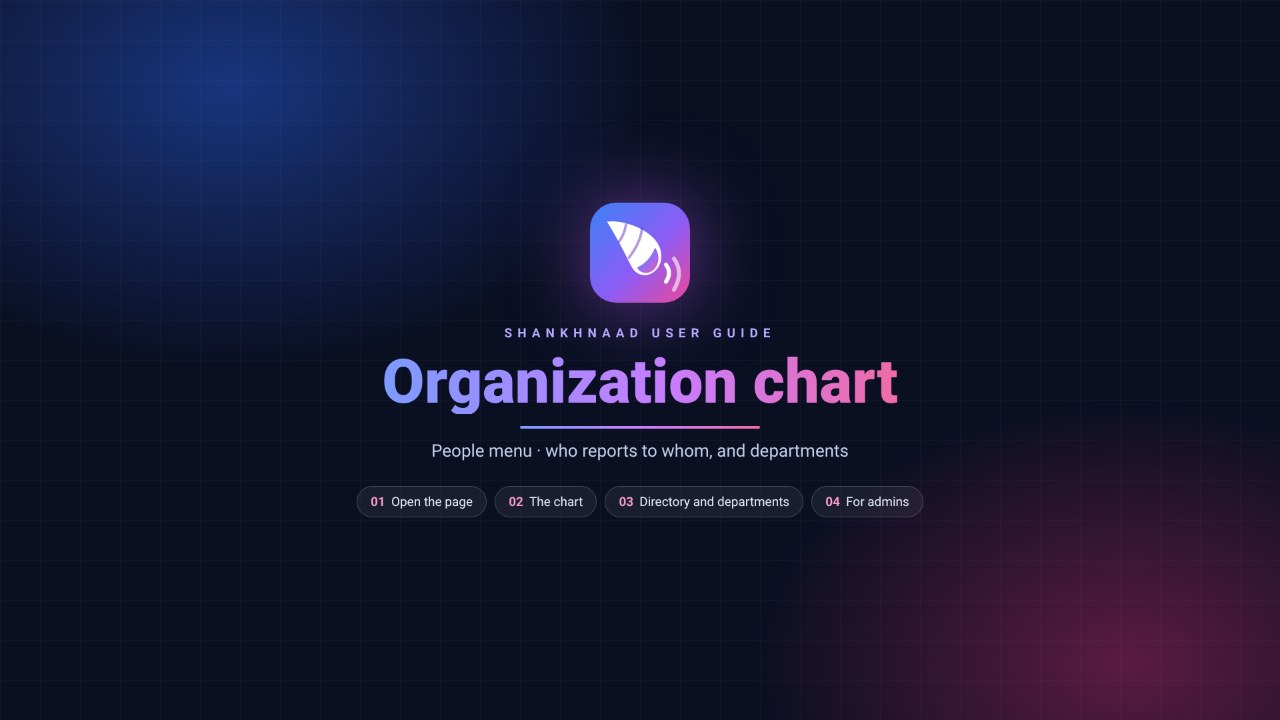 SHANKHNAAD USER GUIDE
Organization chart
People menu · who reports to whom, and departments
01 Open the page 02 The chart 03 Directory and departments 04 For admins